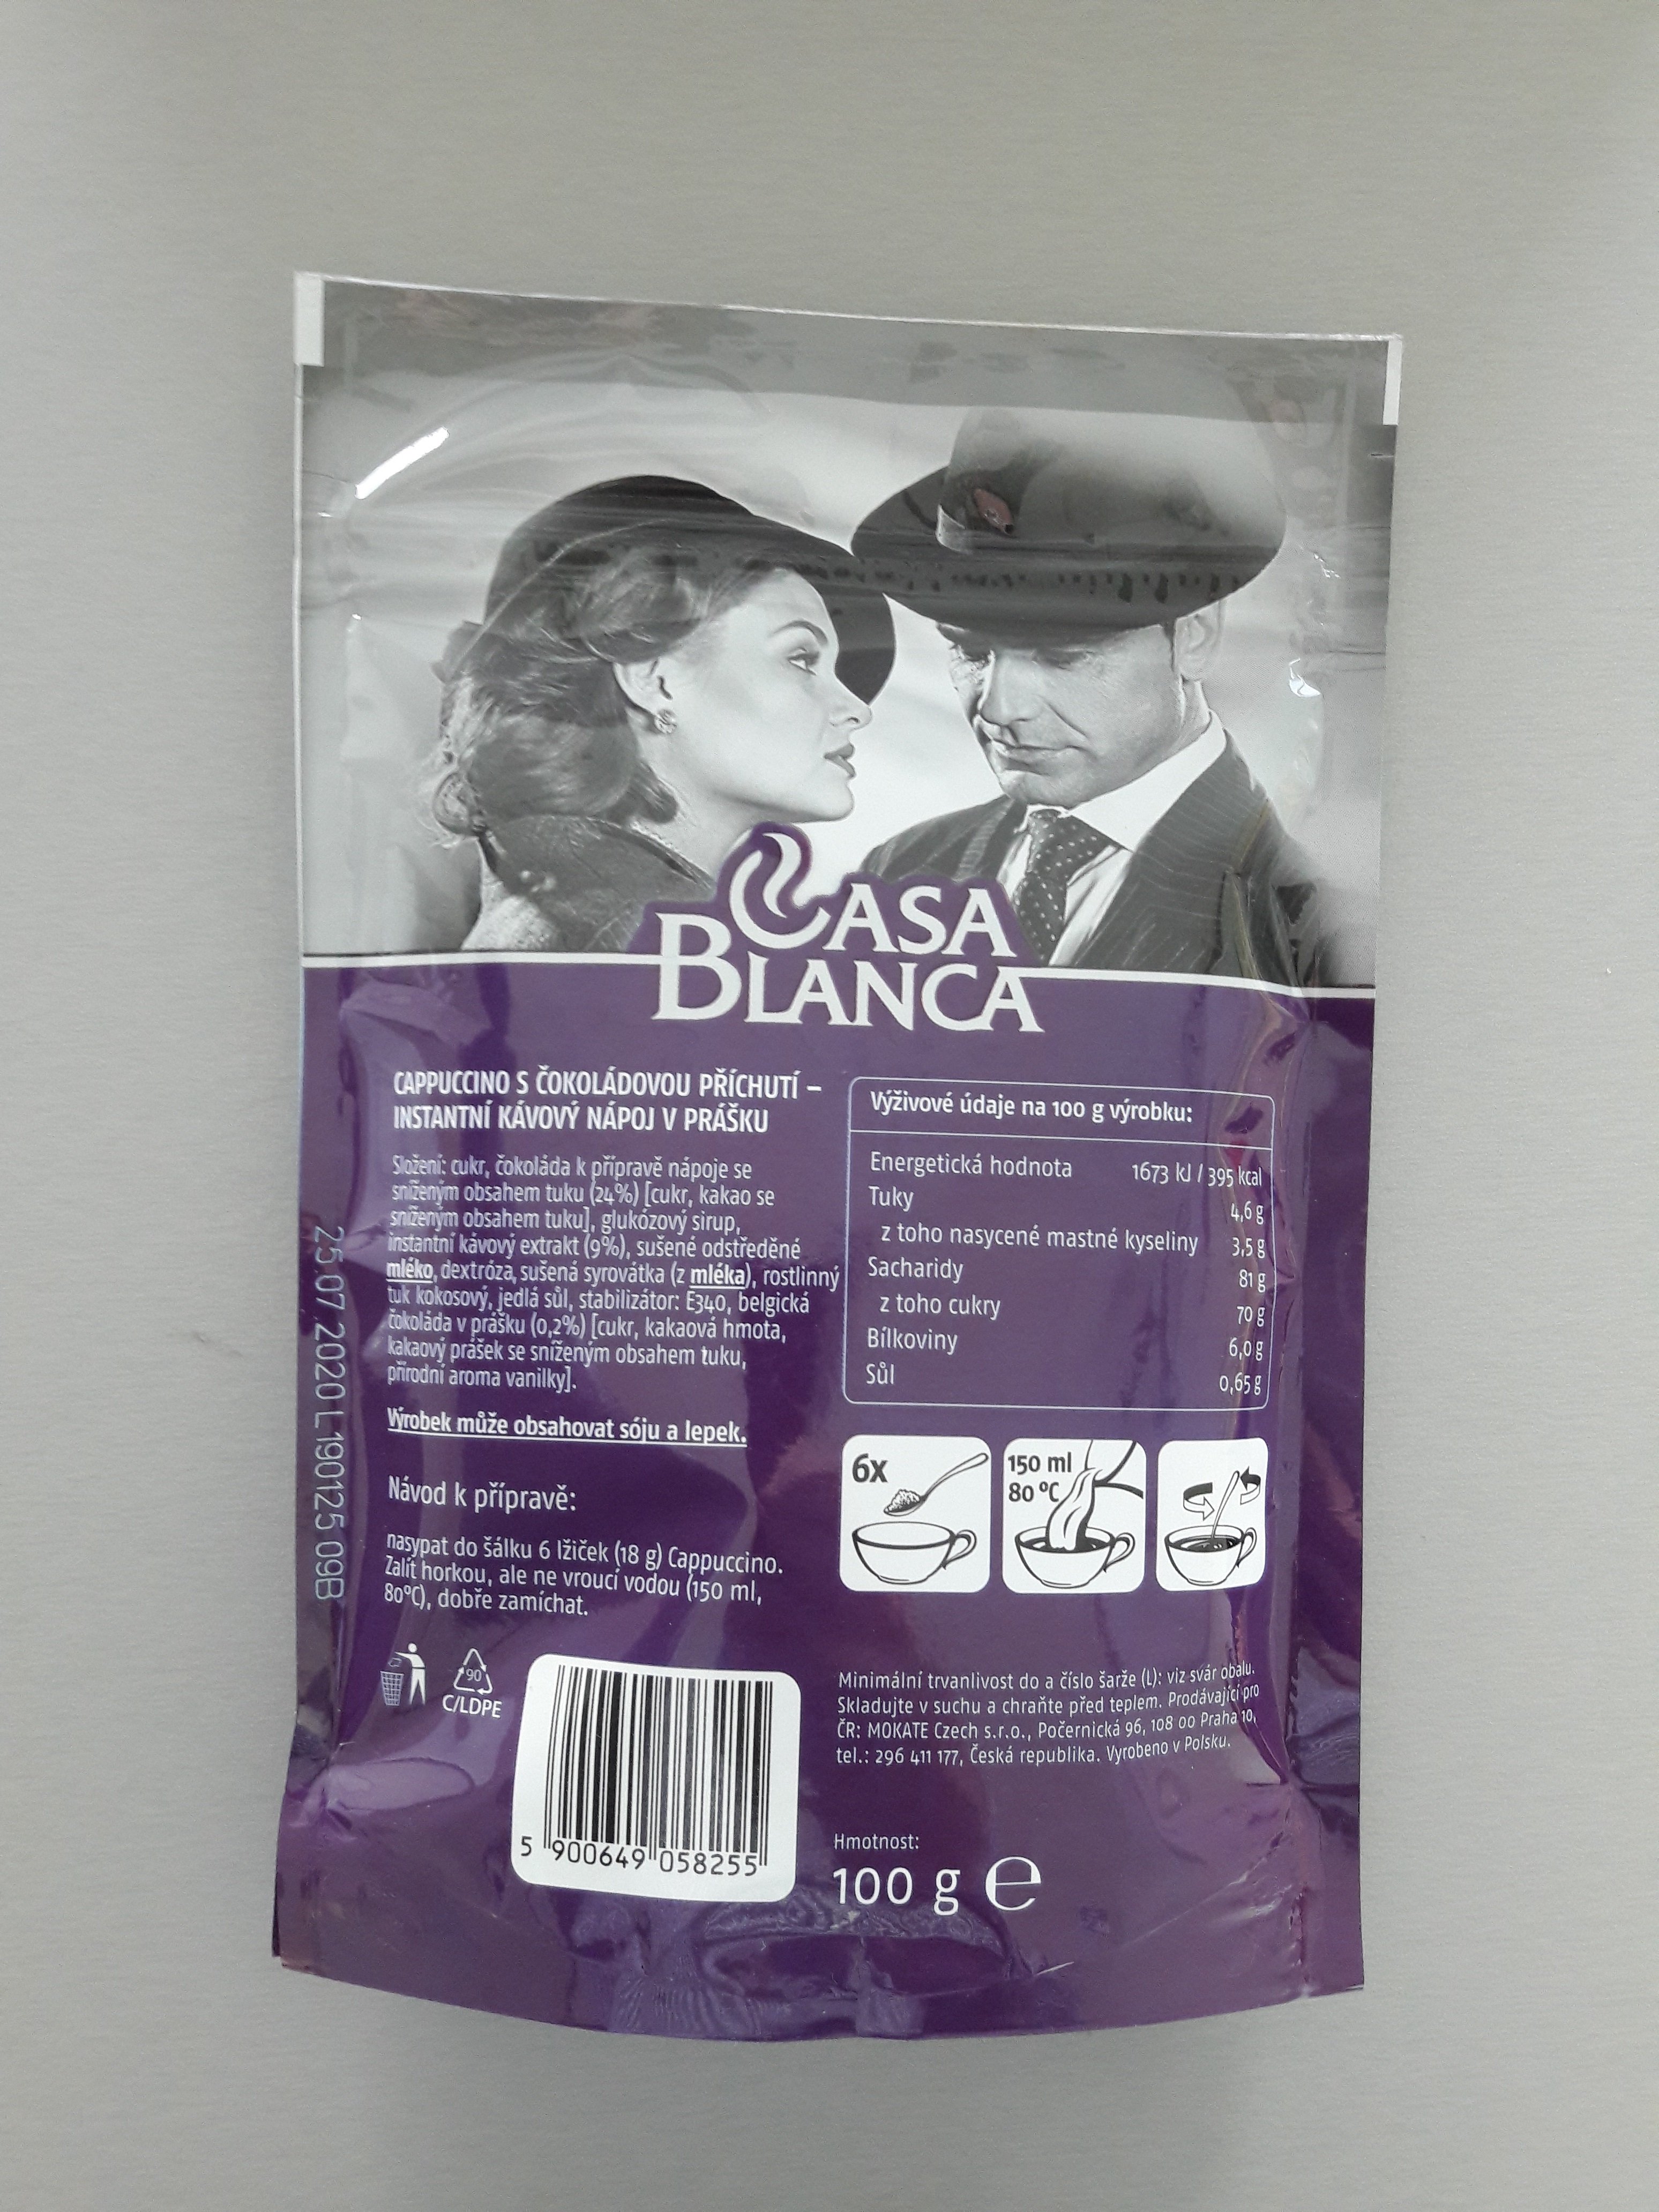 CASA
BLANCA
CAPPUCCINO S ČOKOLÁDOVOU PŘÍCHUTÍ –
INSTANTNÍ KÁVOVÝ NÁPOJ V PRÁŠKU
Složení: cukr, čokoláda k přípravě nápoje se
sníženým obsahem tuku (24%) [cukr, kakao se
sníženým obsahem tuku], glukózový sirup,
instantní kávový extrakt (9%), sušené odstředěné
mléko, dextróza, sušená syrovátka (z mléka), rostlinný
tuk kokosový, jedlá sůl, stabilizátor: E340, belgická
čokoláda v prášku (0,2%) [cukr, kakaová hmota,
kakaový prášek se sníženým obsahem tuku,
přírodní aroma vanilky].
Výrobek může obsahovat sóju a lepek.
Návod k přípravě:
nasypat do šálku 6 lžiček (18 g) Cappuccino.
Zalít horkou, ale ne vroucí vodou (150 ml,
80°C), dobře zamíchat.
Výživové údaje na 100 g výrobku:
Energetická hodnota 1673 kJ / 395 kcal
Tuky 4,6 g
z toho nasycené mastné kyseliny 3,5 g
Sacharidy 81 g
z toho cukry 70 g
Bílkoviny 6,0 g
Sůl 0,65 g
6x
150 ml
80 °C
25.07.2020 L190125 09B
90
C/LDPE
5 900649 058255
Minimální trvanlivost do a číslo šarže (L): viz svár obalu.
Skladujte v suchu a chraňte před teplem. Prodávající pro
ČR: MOKATE Czech s.r.o., Počernická 96, 108 00 Praha 10,
tel.: 296 411 177, Česká republika. Vyrobeno v Polsku.
Hmotnost:
100 g ℮